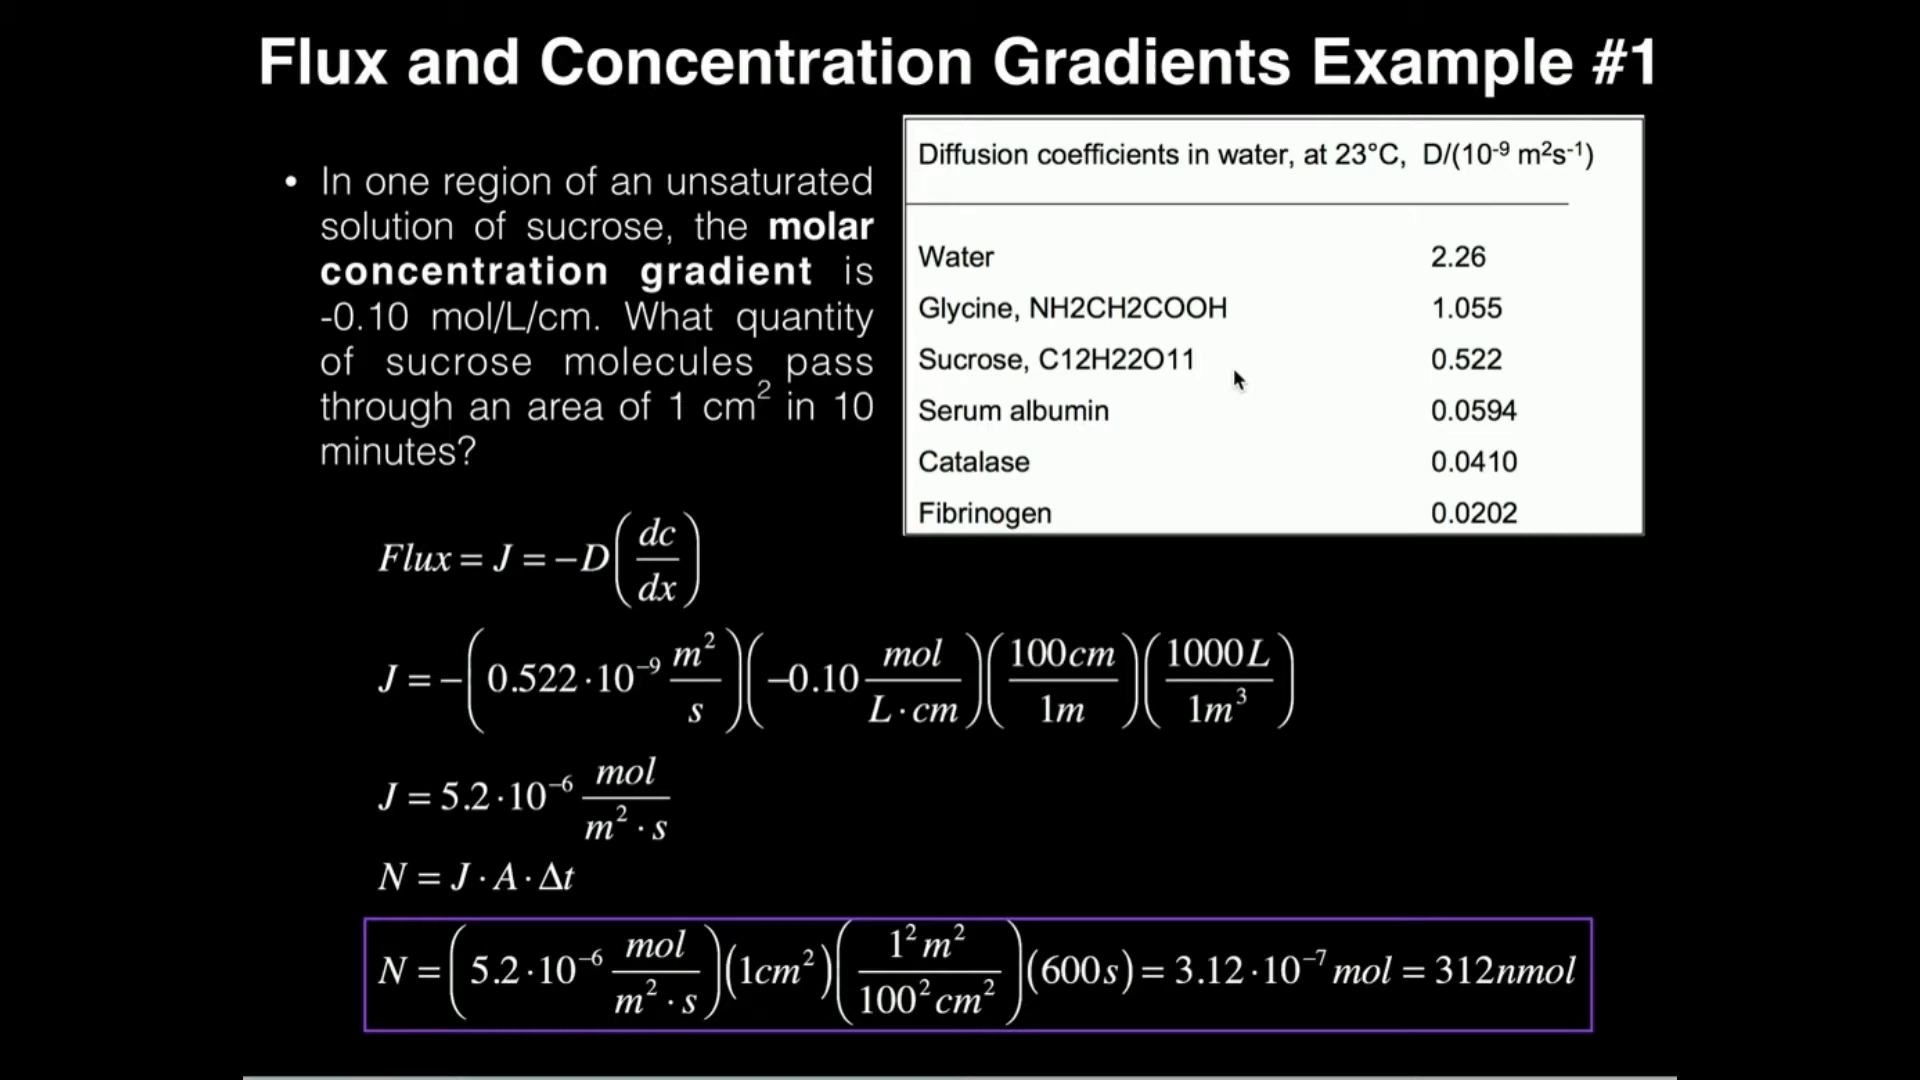 Flux and Concentration Gradients Example #1
• In one region of an unsaturated
solution of sucrose, the molar
concentration gradient is
-0.10 mol/L/cm. What quantity
of sucrose molecules pass
through an area of 1 cm² in 10
minutes?
Diffusion coefficients in water, at 23°C, D/(10⁻⁹ m²s⁻¹)
Water 2.26
Glycine, NH2CH2COOH 1.055
Sucrose, C12H22O11 0.522
Serum albumin 0.0594
Catalase 0.0410
Fibrinogen 0.0202
Flux = J = −D(dc/dx)
J = −(0.522·10⁻⁹ m²/s)(−0.10 mol/L·cm)(100cm/1m)(1000L/1m³)
J = 5.2·10⁻⁶ mol/m²·s
N = J·A·Δt
N = (5.2·10⁻⁶ mol/m²·s)(1cm²)(1²m²/100²cm²)(600s) = 3.12·10⁻⁷ mol = 312nmol